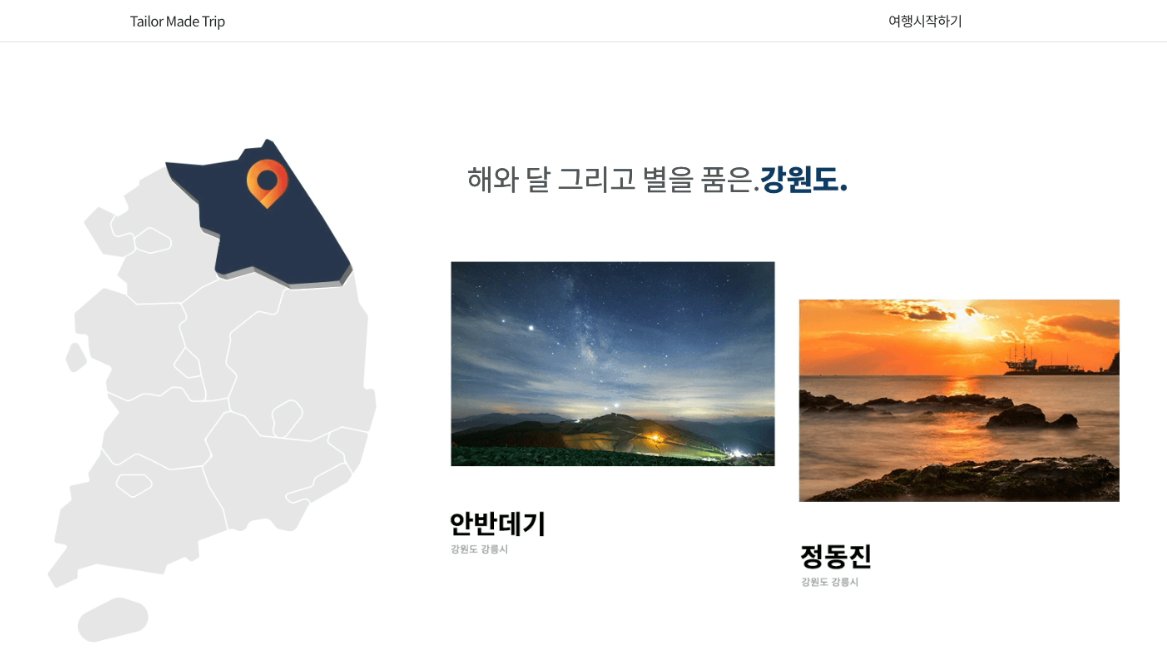 Tailor Made Trip
여행시작하기
해와 달 그리고 별을 품은.강원도.
안반데기
강원도 강릉시
정동진
강원도 강릉시